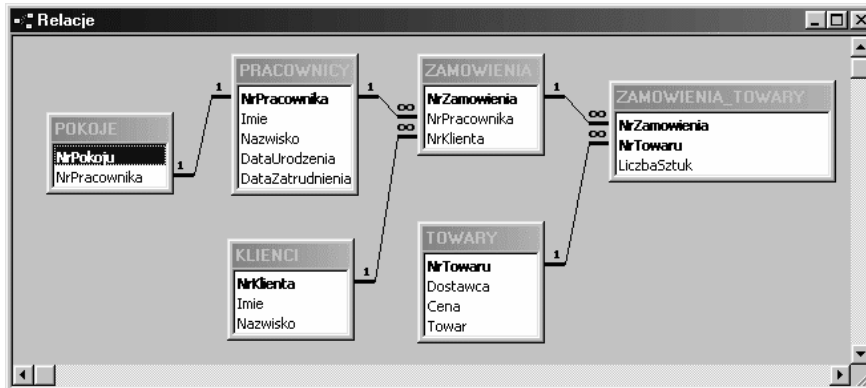 Relacje
POKOJE
NrPokoju
NrPracownika
1
1
PRACOWNICY
NrPracownika
Imie
Nazwisko
DataUrodzenia
DataZatrudnienia
1
∞
∞
ZAMOWIENIA
NrZamowienia
NrPracownika
NrKlienta
1
∞
∞
ZAMOWIENIA_TOWARY
NrZamowienia
NrTowaru
LiczbaSztuk
KLIENCI
NrKlienta
Imie
Nazwisko
1
TOWARY
NrTowaru
Dostawca
Cena
Towar
1